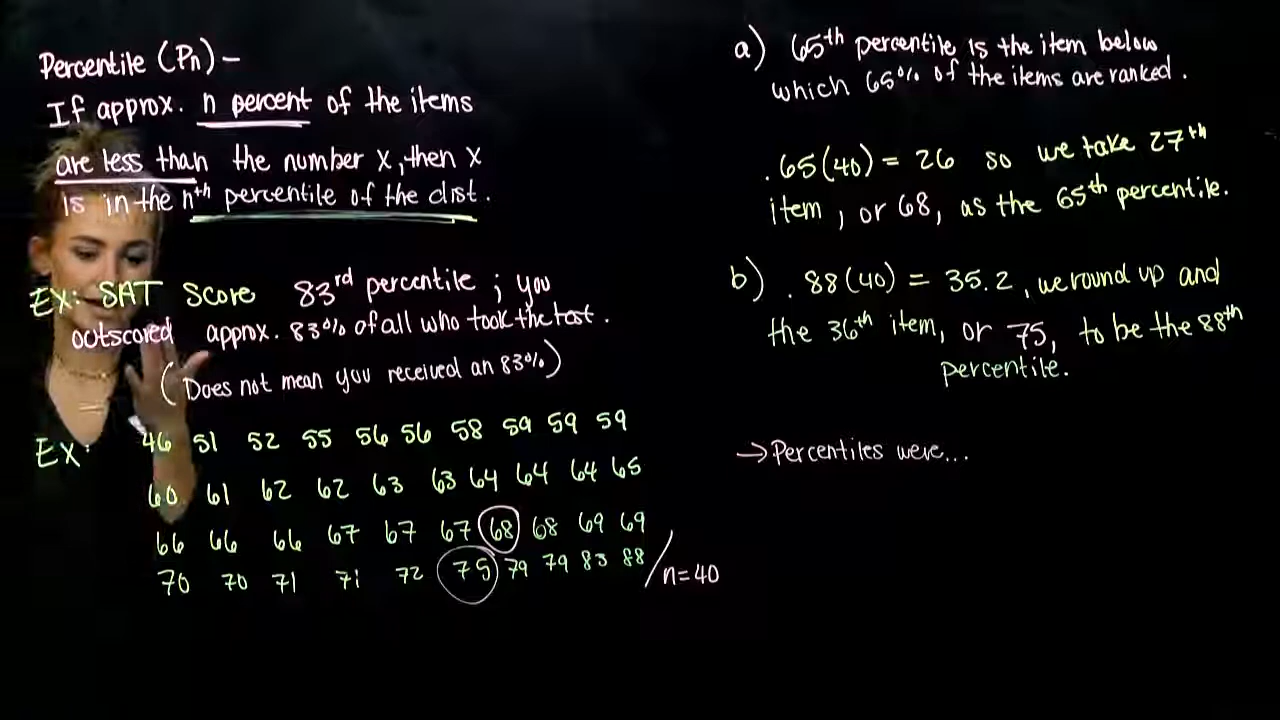 Percentile (Pn) –
If approx. n percent of the items
are less than the number x, then x
is in the nth percentile of the dist.
EX: SAT Score 83rd percentile ; you
outscored approx. 83% of all who took the test.
(Does not mean you received an 83%)
Ex: 46 51 52 55 56 56 58 59 59 59
60 61 62 62 63 63 64 64 64 65
66 66 66 67 67 67 68 68 69 69
70 70 71 71 72 75 79 79 83 88 / n=40
a) 65th percentile is the item below
which 65% of the items are ranked.
.65(40) = 26 so we take 27th
item, or 68, as the 65th percentile.
b) .88(40) = 35.2, we round up and
the 36th item, or 75, to be the 88th
percentile.
→ Percentiles were...